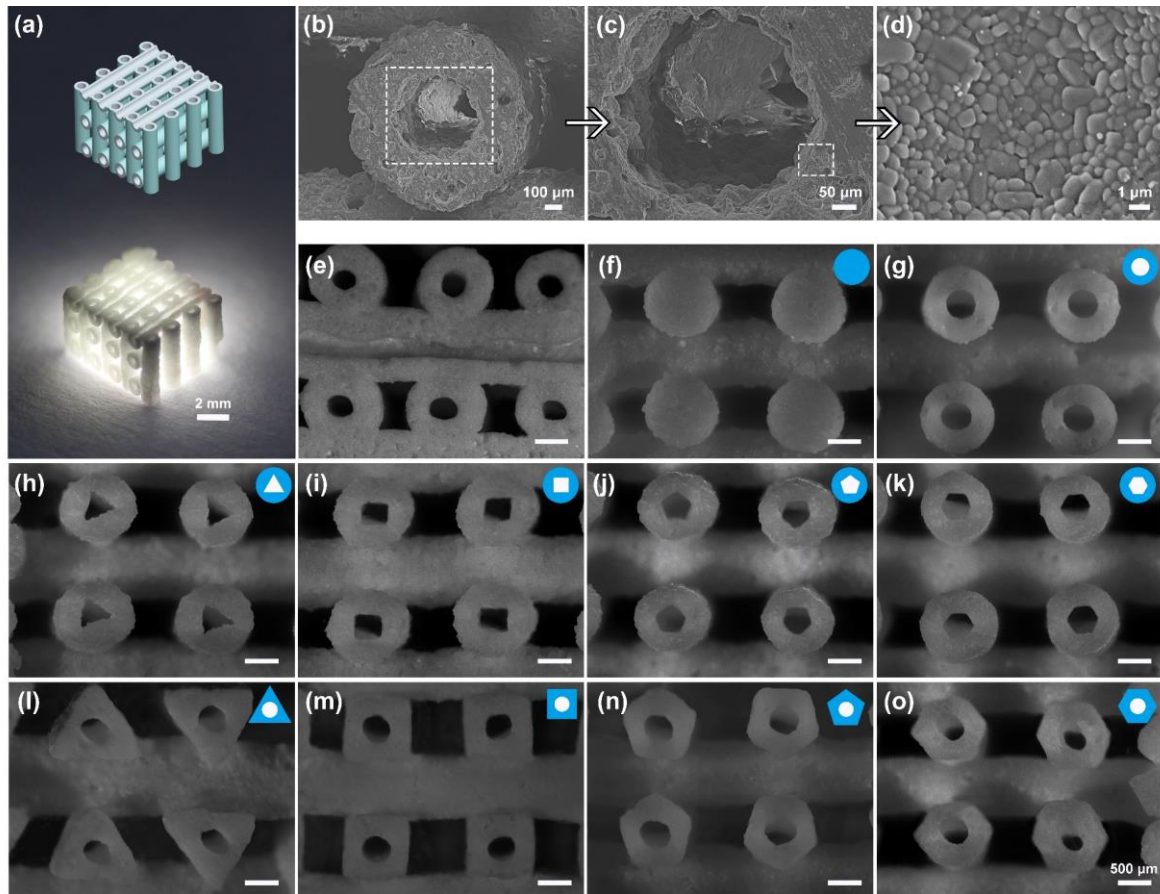 (a)
(b)
(c)
(d)
100 µm
50 µm
1 µm
2 mm
(e)
(f)
(g)
(h)
(i)
(j)
(k)
(l)
(m)
(n)
(o)
500 µm